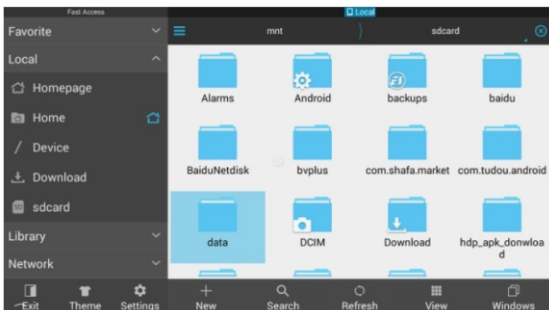 Fast Access
Local
Favorite
mnt
sdcard
Local
Homepage
Home
Device
Download
sdcard
Library
Network
Alarms
Android
backups
baidu
BaiduNetdisk
bvplus
com.shafa.market
com.tudou.android
data
DCIM
Download
hdp_apk_donwloa
d
Exit
Theme
Settings
New
Search
Refresh
View
Windows